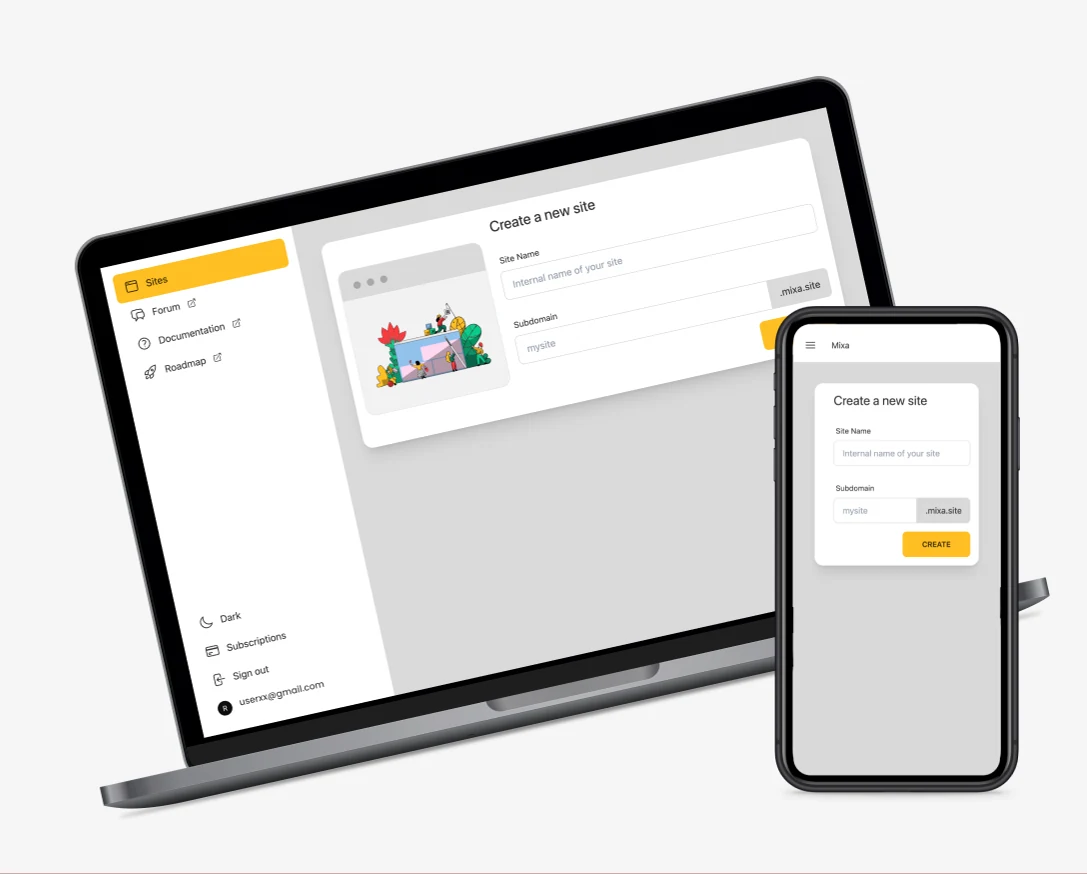 Sites
Forum
Documentation
Roadmap
Dark
Subscriptions
Sign out
R
userxx@gmail.com
Create a new site
Site Name
Internal name of your site
Subdomain
mysite
.mixa.site
Mixa
Create a new site
Site Name
Internal name of your site
Subdomain
mysite
.mixa.site
CREATE